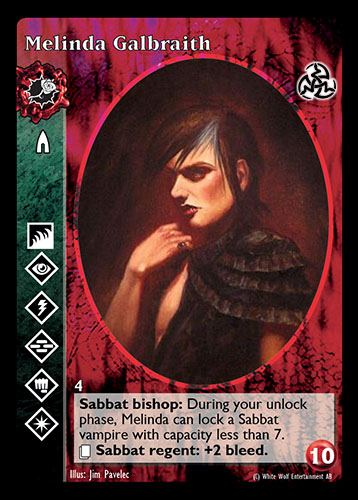 Melinda Galbraith
4
Sabbat bishop: During your unlock
phase, Melinda can lock a Sabbat
vampire with capacity less than 7.
Sabbat regent: +2 bleed.
10
Illus: Jim Pavelec
(C) White Wolf Entertainment AB